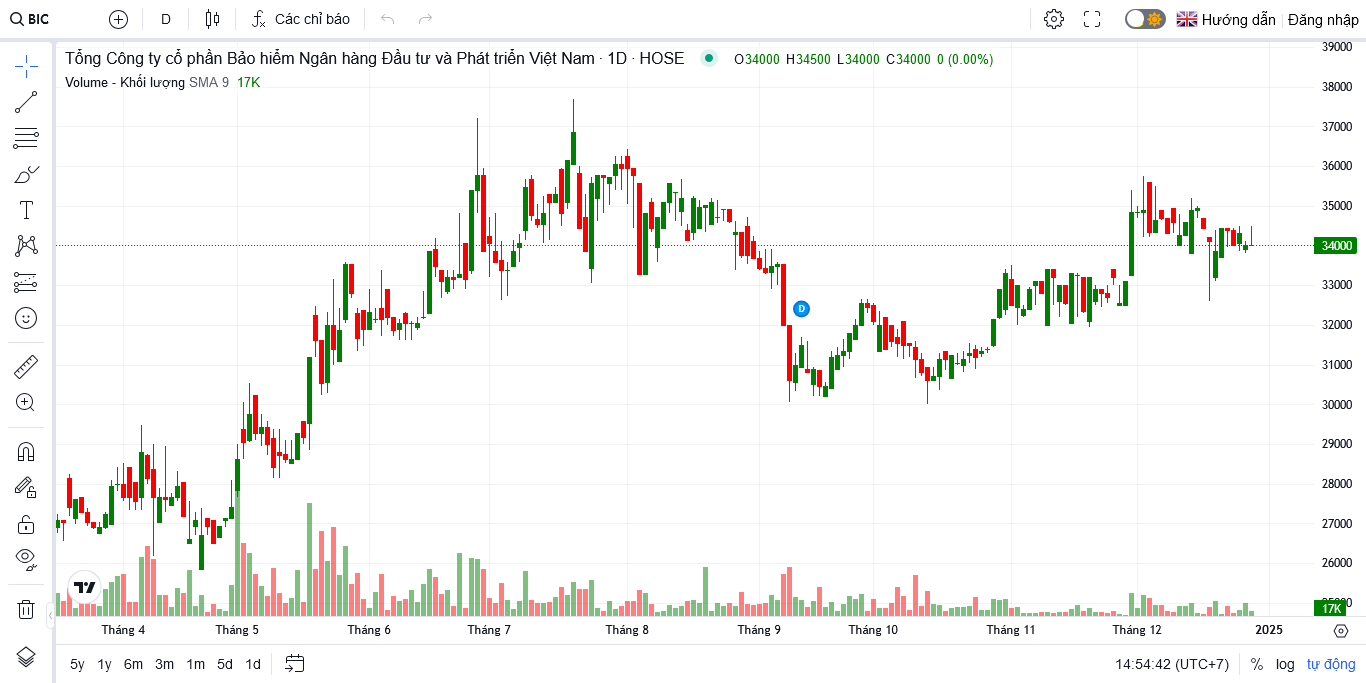 BIC D Các chỉ báo Hướng dẫn Đăng nhập
Tổng Công ty cổ phần Bảo hiểm Ngân hàng Đầu tư và Phát triển Việt Nam · 1D · HOSE O34000 H34500 L34000 C34000 0 (0.00%)
Volume - Khối lượng SMA 9 17K
39000
38000
37000
36000
35000
34000
33000
32000
31000
30000
29000
28000
27000
26000
25000
17K
D
Tháng 4 Tháng 5 Tháng 6 Tháng 7 Tháng 8 Tháng 9 Tháng 10 Tháng 11 Tháng 12 2025
5y 1y 6m 3m 1m 5d 1d 14:54:42 (UTC+7) % log tự động